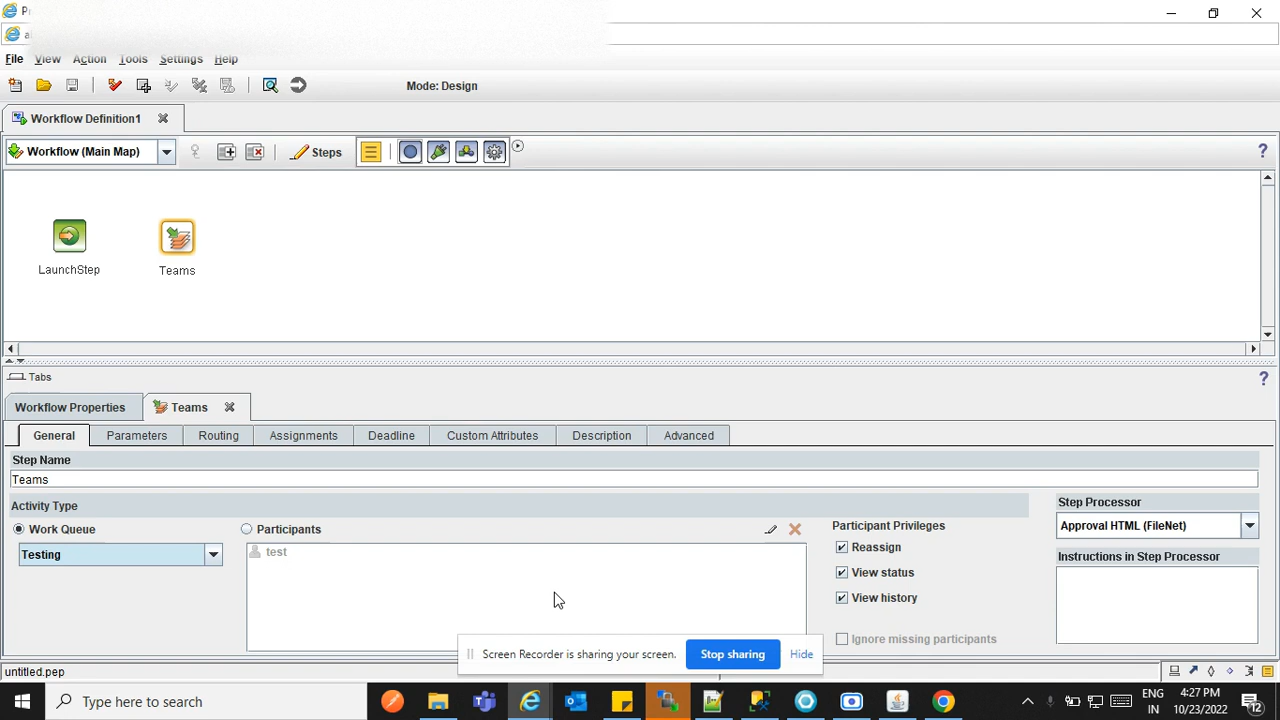 Pr
al
File View Action Tools Settings Help
Mode: Design
Workflow Definition1
Workflow (Main Map) Steps ?
LaunchStep Teams
Tabs ?
Workflow Properties Teams
General Parameters Routing Assignments Deadline Custom Attributes Description Advanced
Step Name
Teams
Activity Type Step Processor
Work Queue Participants Participant Privileges Approval HTML (FileNet)
Testing test Reassign Instructions in Step Processor
View status
View history
Ignore missing participants
Screen Recorder is sharing your screen. Stop sharing Hide
untitled.pep
Type here to search
ENG 4:27 PM
IN 10/23/2022 12